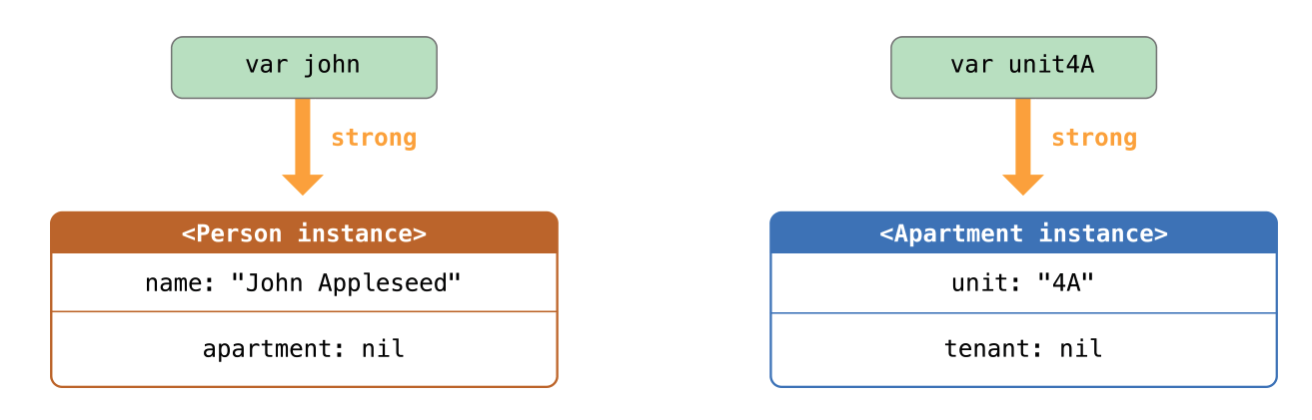 var john
strong
<Person instance>
name: "John Appleseed"
apartment: nil
var unit4A
strong
<Apartment instance>
unit: "4A"
tenant: nil